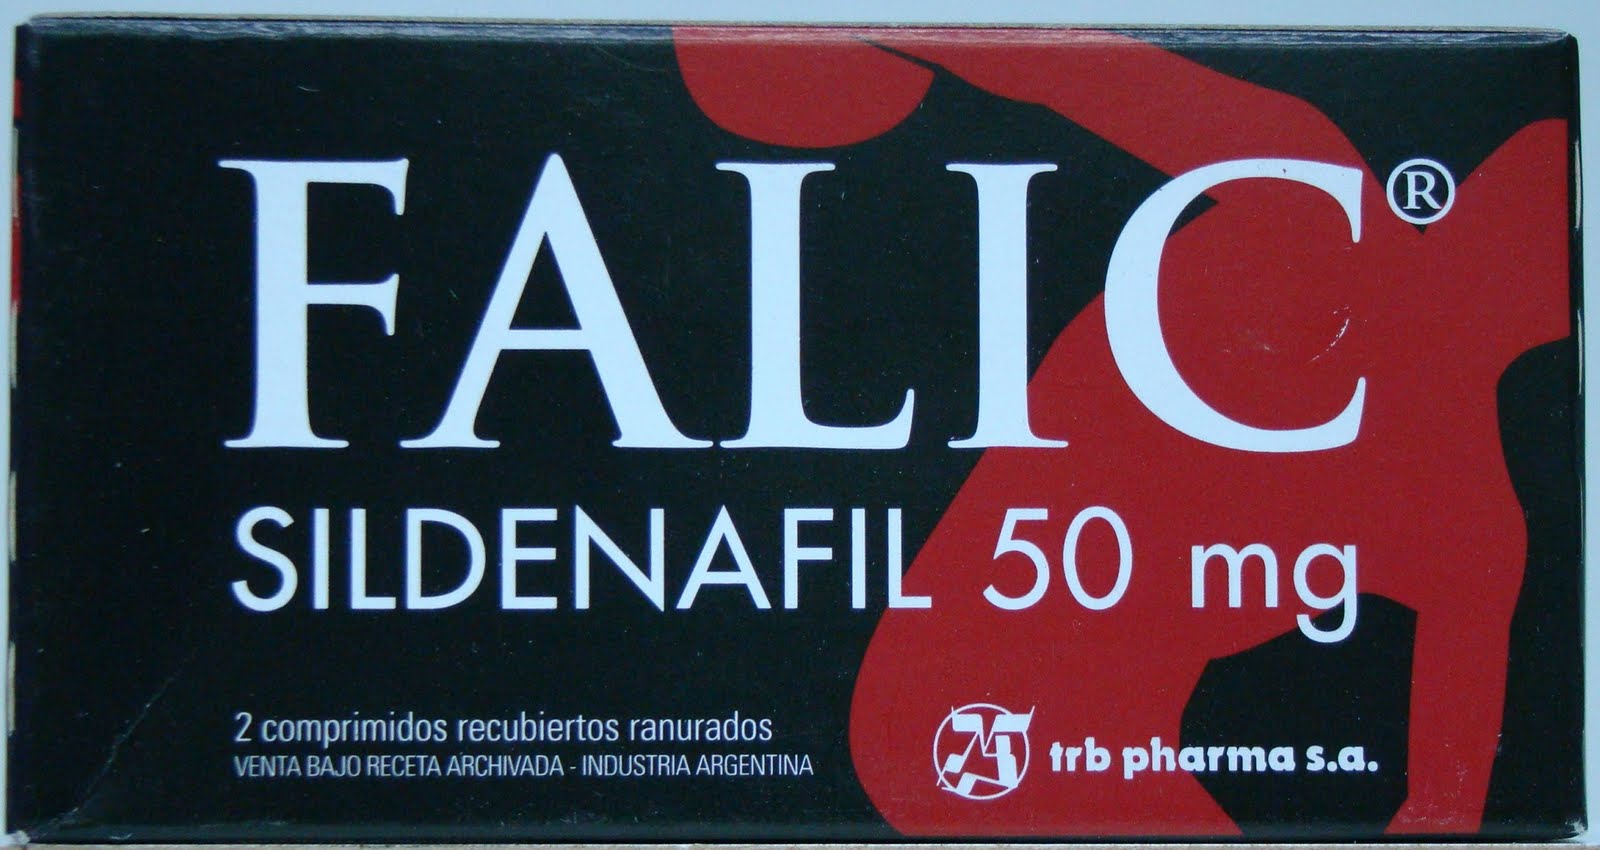 FALIC®
SILDENAFIL 50 mg
2 comprimidos recubiertos ranurados
VENTA BAJO RECETA ARCHIVADA - INDUSTRIA ARGENTINA
trb pharma s.a.